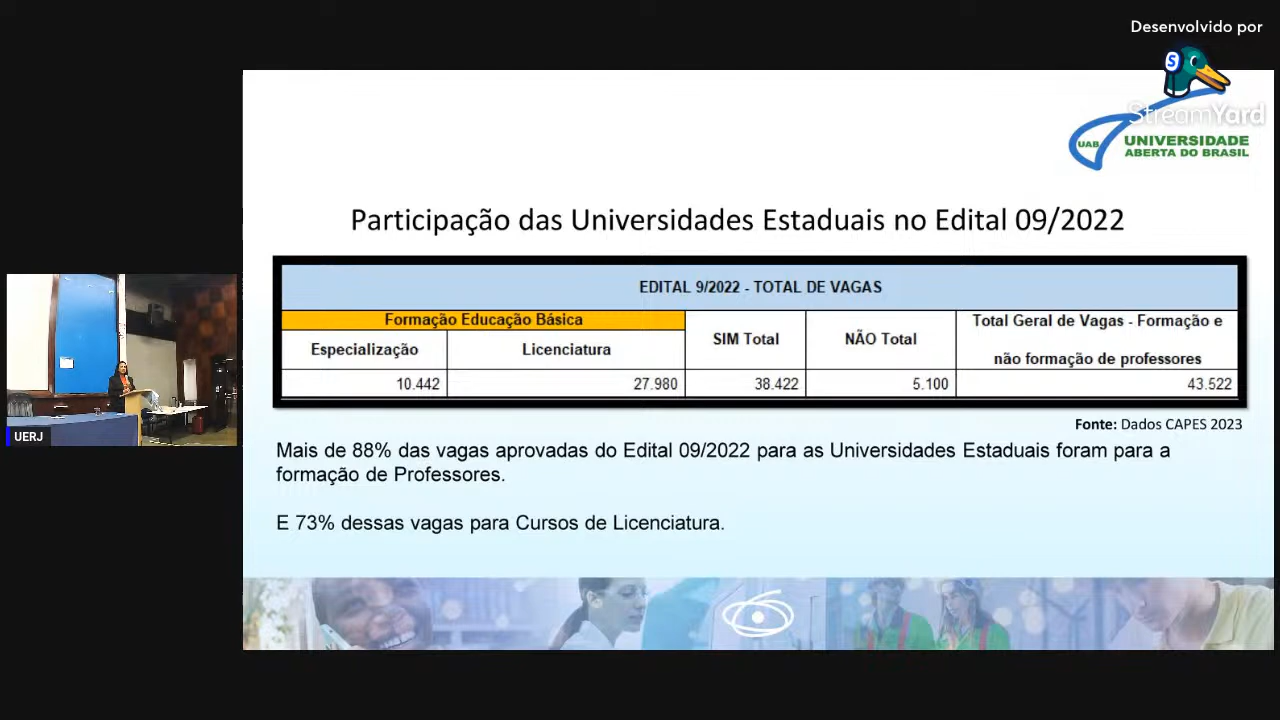 Desenvolvido por
StreamYard
UAB
UNIVERSIDADE
ABERTA DO BRASIL
Participação das Universidades Estaduais no Edital 09/2022
EDITAL 9/2022 - TOTAL DE VAGAS
Formação Educação Básica
Especialização
Licenciatura
SIM Total
NÃO Total
Total Geral de Vagas - Formação e
não formação de professores
10.442
27.980
38.422
5.100
43.522
Fonte: Dados CAPES 2023
UERJ
Mais de 88% das vagas aprovadas do Edital 09/2022 para as Universidades Estaduais foram para a
formação de Professores.
E 73% dessas vagas para Cursos de Licenciatura.